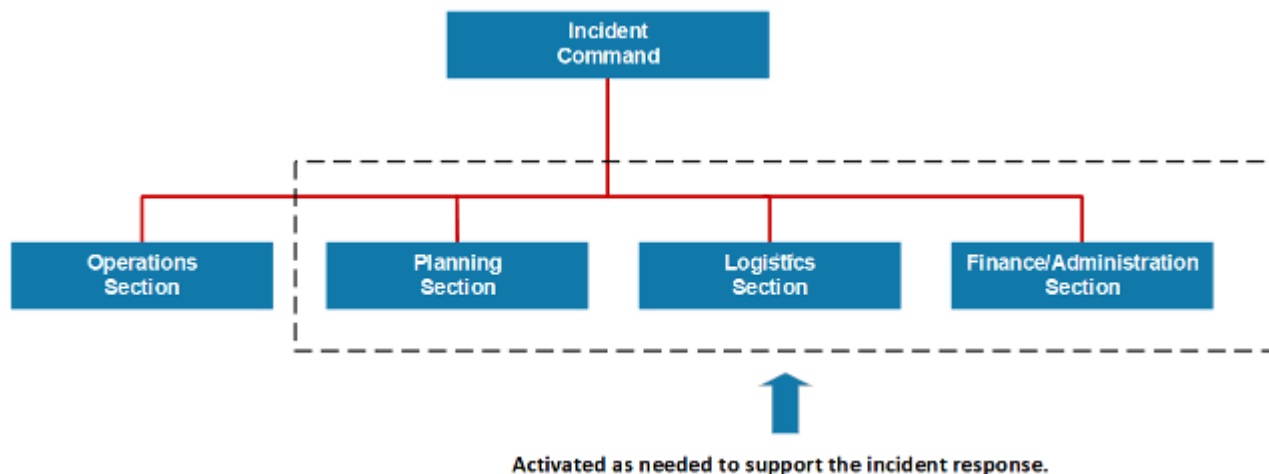 Incident
Command
Operations
Section
Planning
Section
Logistics
Section
Finance/Administration
Section
Activated as needed to support the incident response.